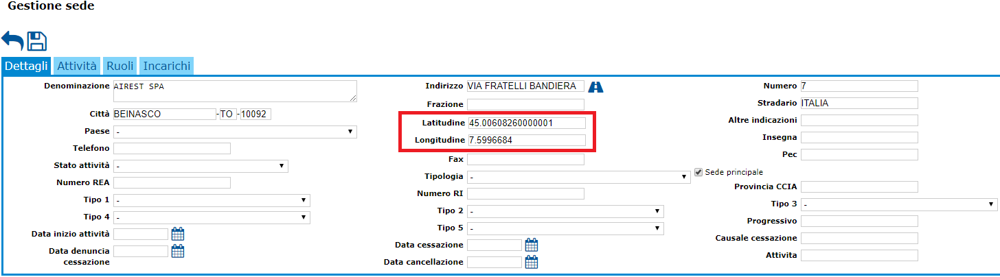 Gestione sede
Dettagli Attività Ruoli Incarichi
Denominazione AIREST SPA
Città BEINASCO - TO - 10092
Paese -
Telefono
Stato attività -
Numero REA
Tipo 1 -
Tipo 4 -
Data inizio attività
Data denuncia
cessazione
Indirizzo VIA FRATELLI BANDIERA
Frazione
Latitudine 45.00608260000001
Longitudine 7.5996684
Fax
Tipologia -
Numero RI
Tipo 2 -
Tipo 5 -
Data cessazione
Data cancellazione
Numero 7
Stradario ITALIA
Altre indicazioni
Insegna
Pec
Sede principale
Provincia CCIA
Tipo 3 -
Progressivo
Causale cessazione
Attivita